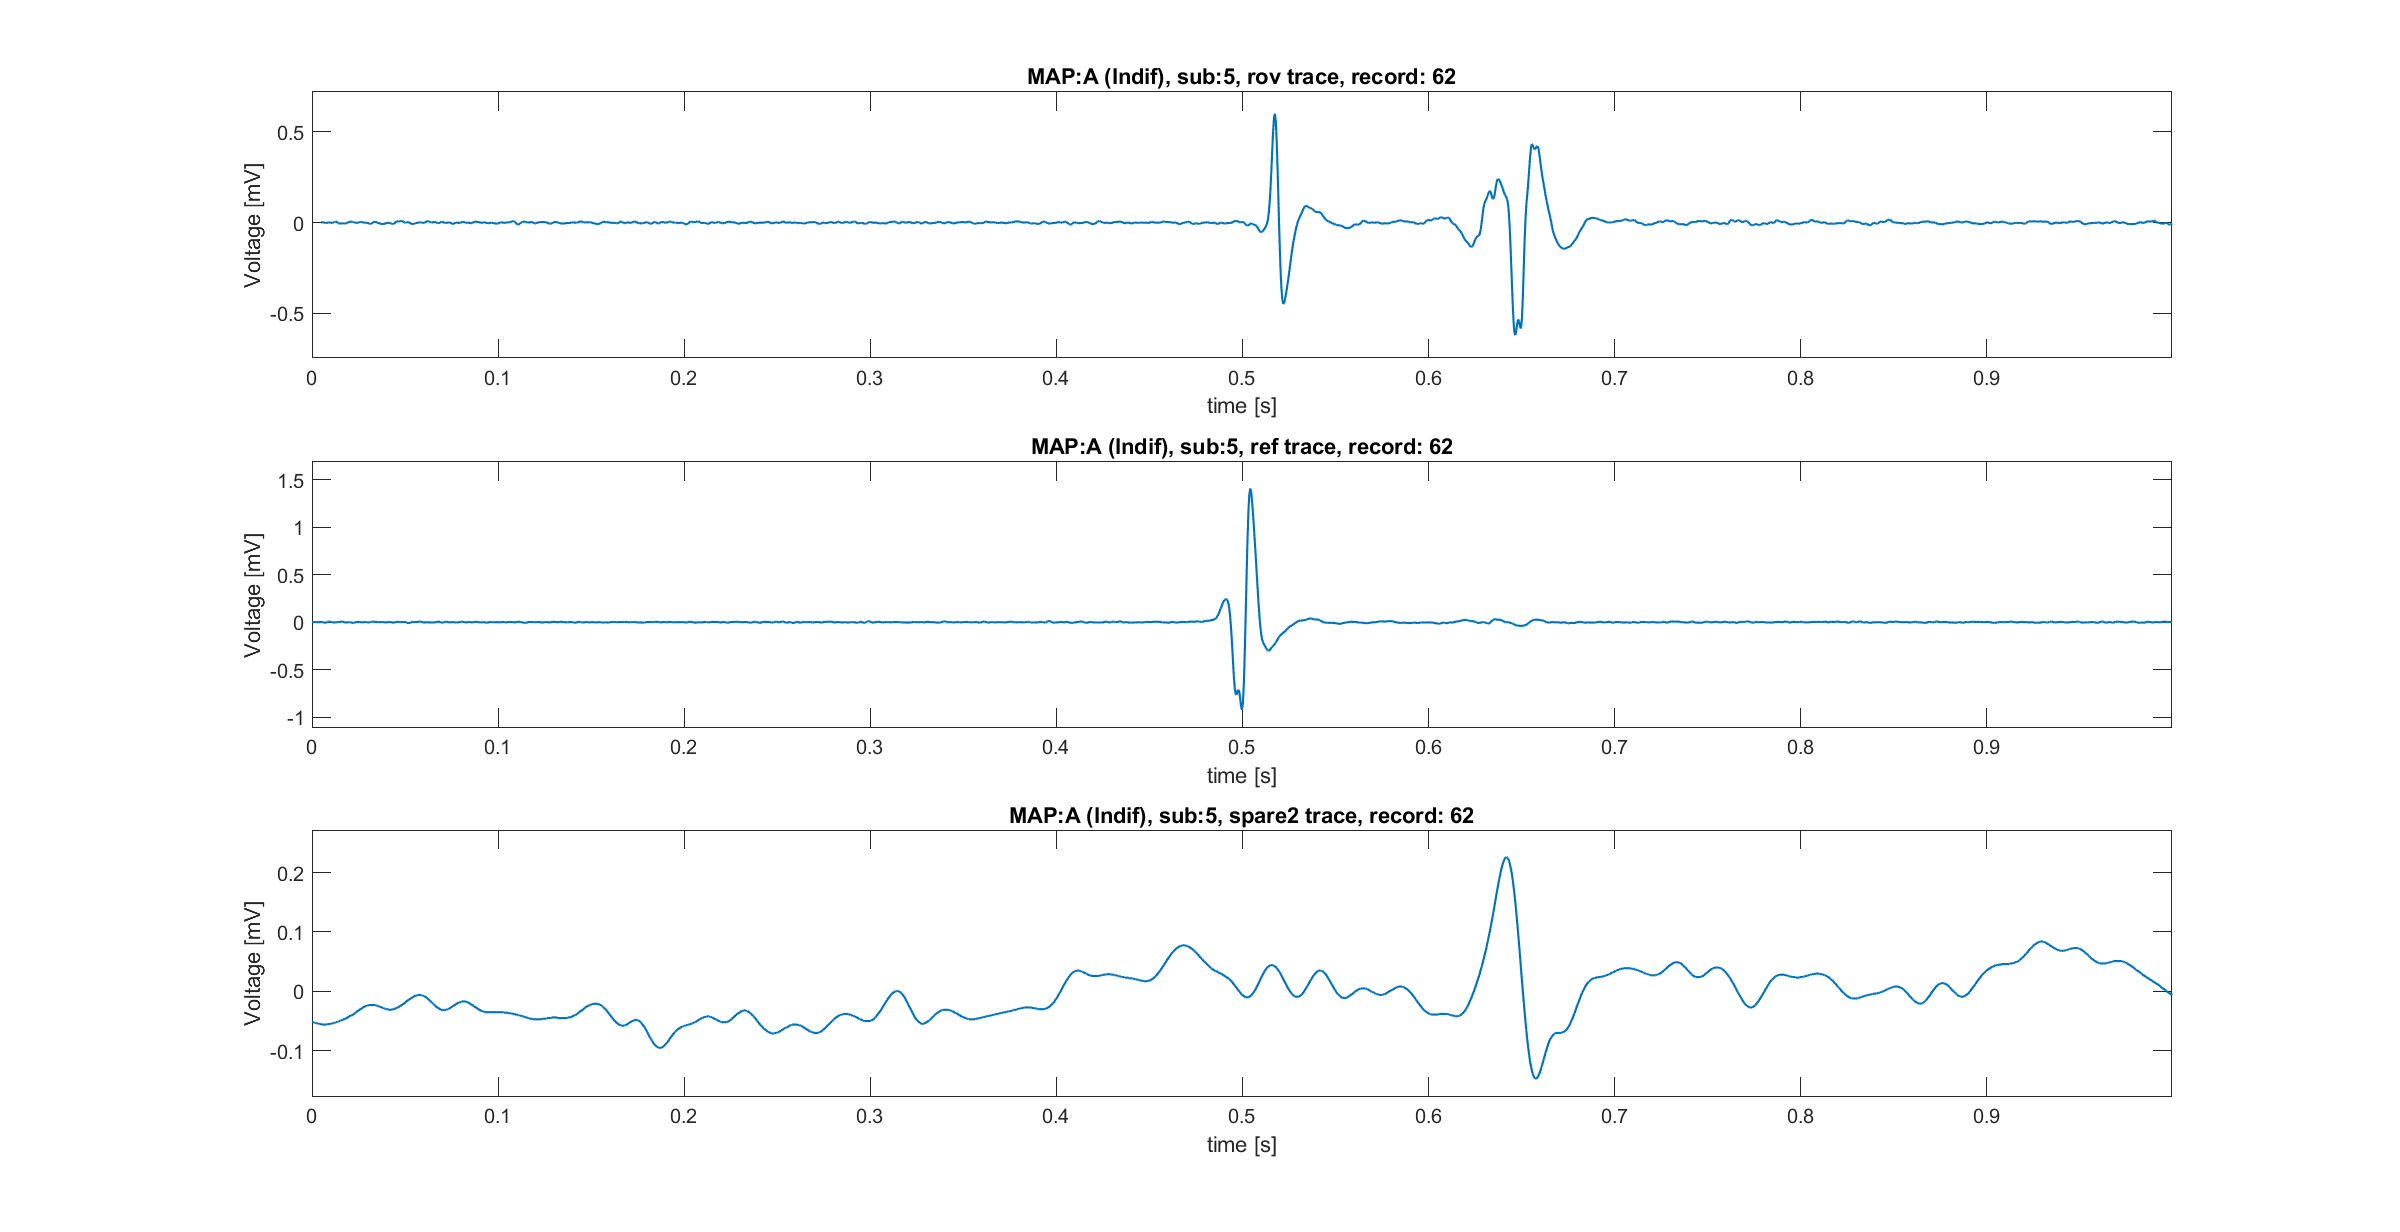 MAP:A (Indif), sub:5, rov trace, record: 62
0.5
0
-0.5
Voltage [mV]
0 0.1 0.2 0.3 0.4 0.5 0.6 0.7 0.8 0.9
time [s]
MAP:A (Indif), sub:5, ref trace, record: 62
1.5
1
0.5
0
-0.5
-1
Voltage [mV]
0 0.1 0.2 0.3 0.4 0.5 0.6 0.7 0.8 0.9
time [s]
MAP:A (Indif), sub:5, spare2 trace, record: 62
0.2
0.1
0
-0.1
Voltage [mV]
0 0.1 0.2 0.3 0.4 0.5 0.6 0.7 0.8 0.9
time [s]